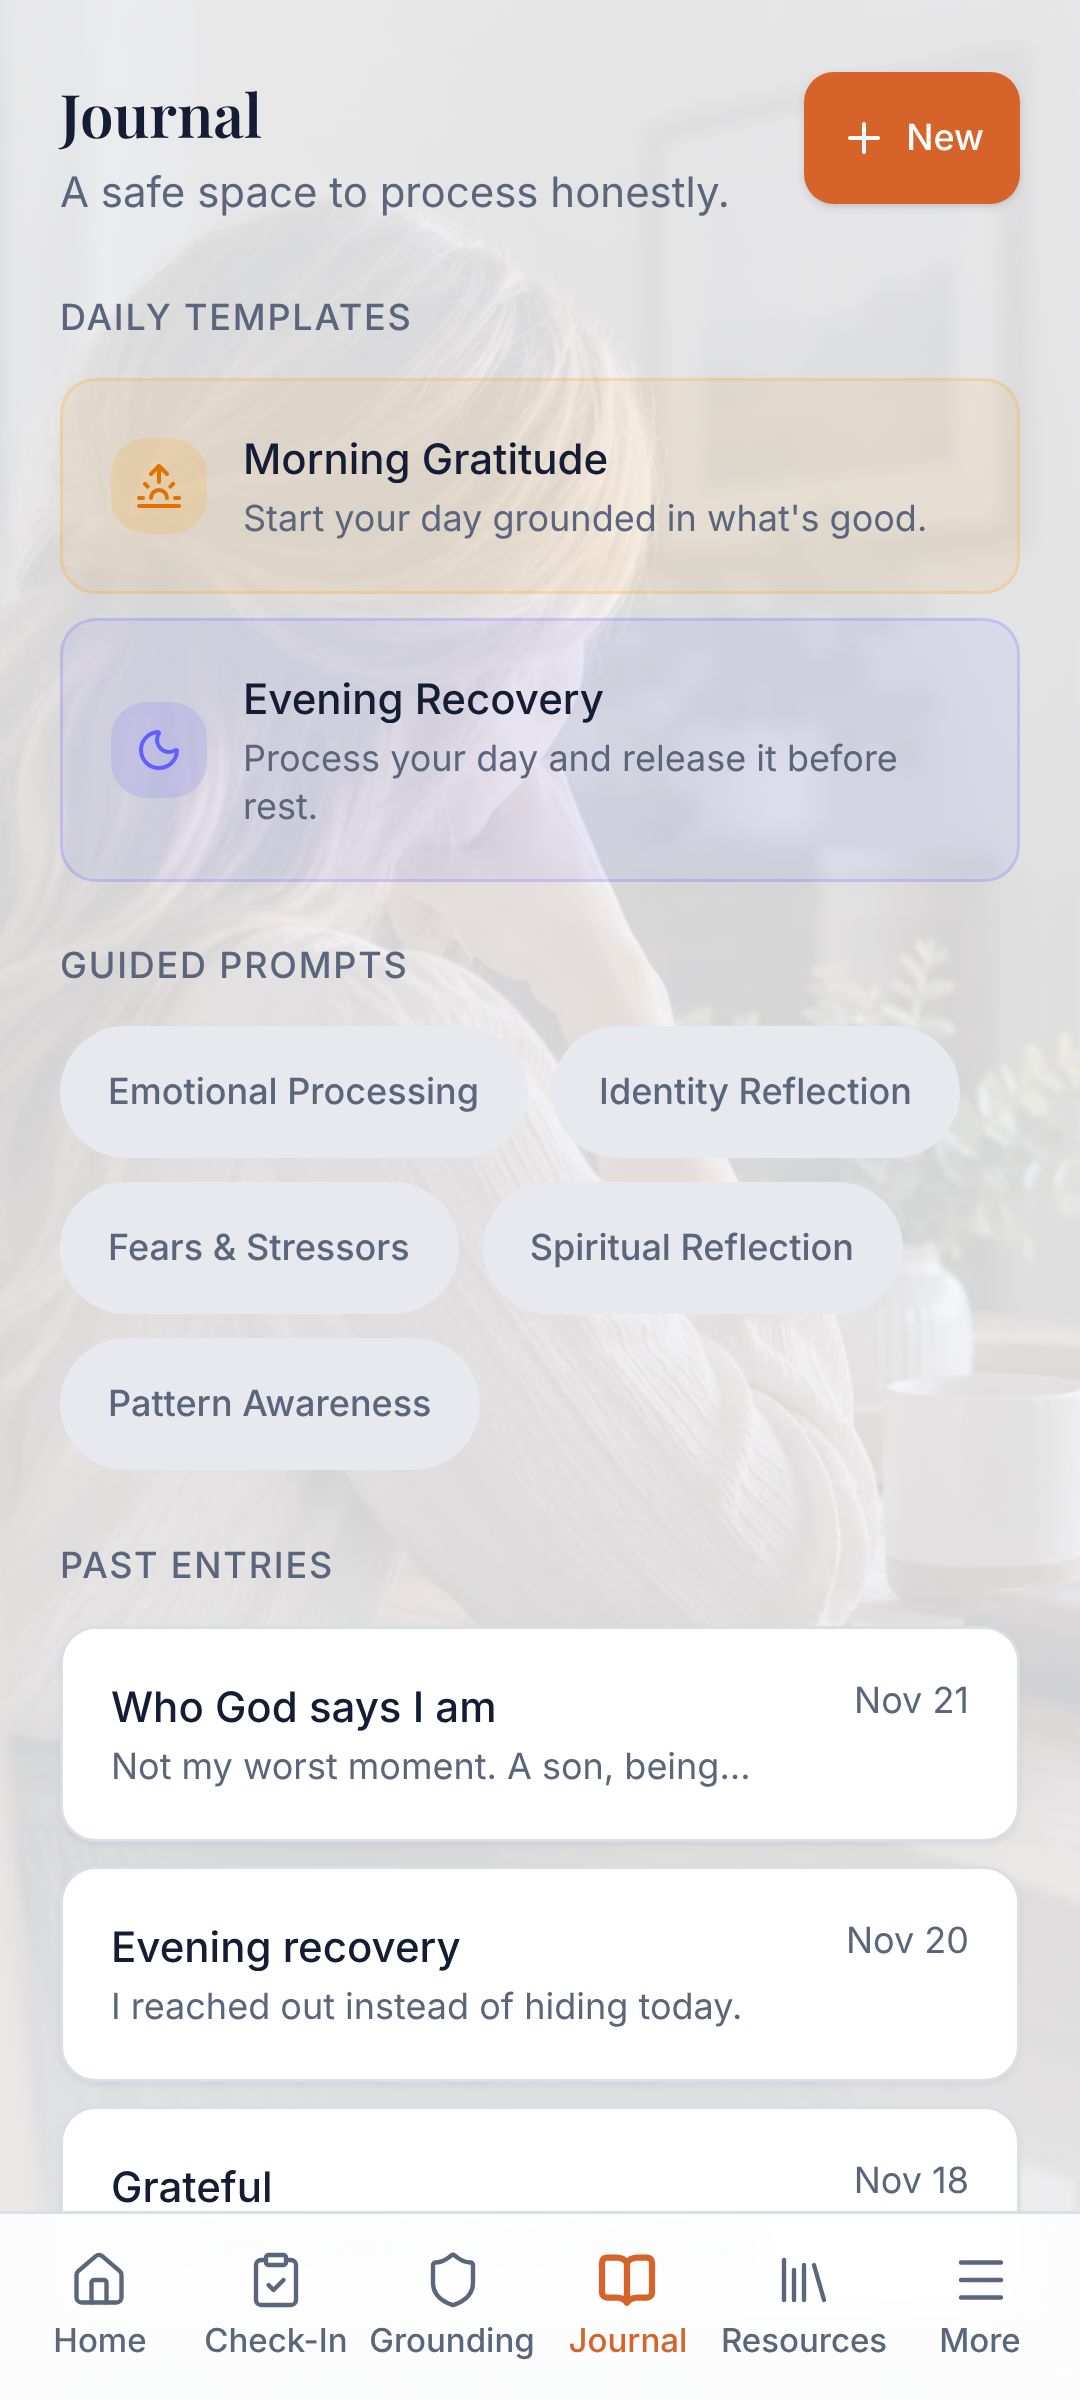 Journal
New
A safe space to process honestly.
DAILY TEMPLATES
Morning Gratitude
Start your day grounded in what's good.
Evening Recovery
Process your day and release it before
rest.
GUIDED PROMPTS
Emotional Processing
Identity Reflection
Fears & Stressors
Spiritual Reflection
Pattern Awareness
PAST ENTRIES
Who God says I am
Nov 21
Not my worst moment. A son, being...
Evening recovery
Nov 20
I reached out instead of hiding today.
Grateful
Nov 18
Home
Check-In
Grounding
Journal
Resources
More